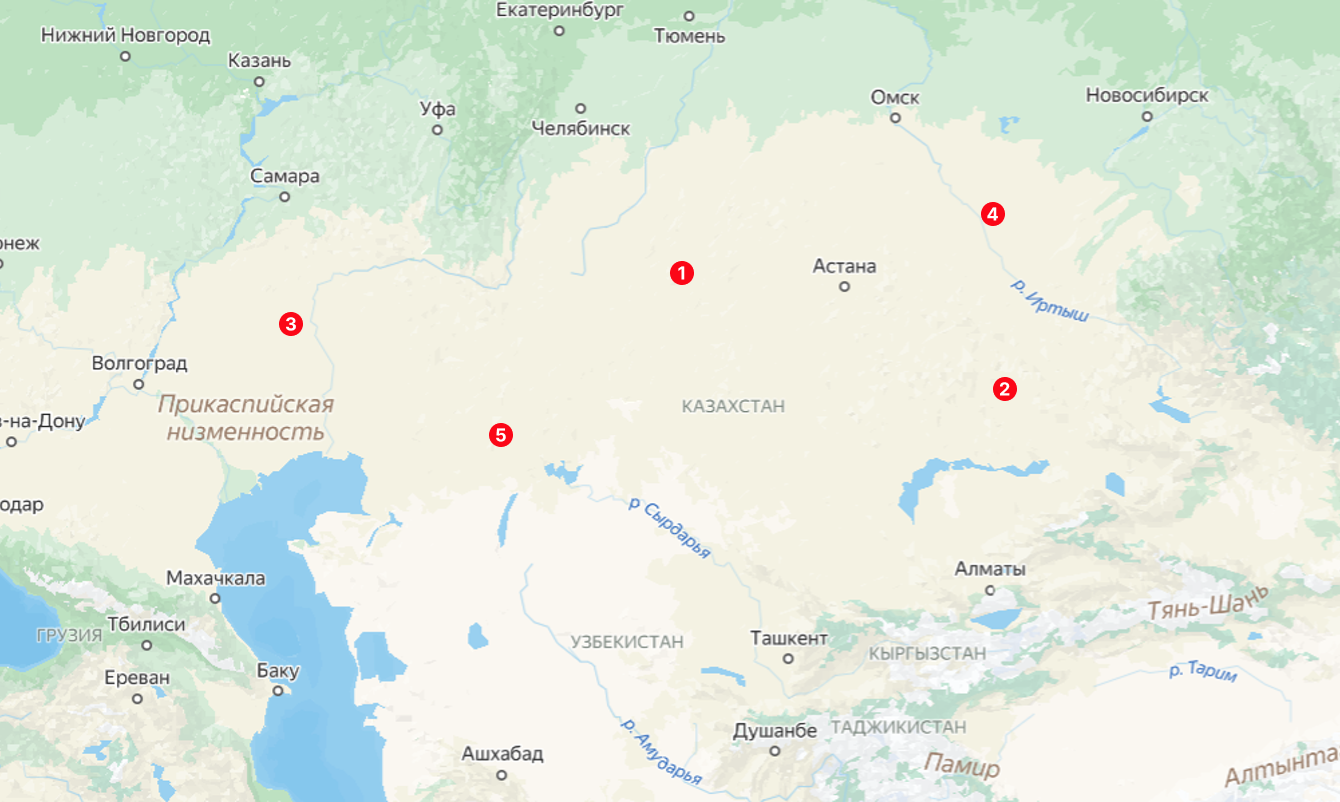 Екатеринбург
Нижний Новгород
Тюмень
Казань
Омск
Новосибирск
Уфа
Челябинск
Самара
4
онеж
Астана
1
р. Иртыш
3
Волгоград
2
Прикаспийская
низменность
КАЗАХСТАН
в-на-Дону
5
одар
р Сырдарья
Алматы
Махачкала
Тянь-Шань
Тбилиси
ГРУЗИЯ
УЗБЕКИСТАН
Ташкент
КЫРГЫЗСТАН
Баку
Ереван
р. Тарим
Душанбе
ТАДЖИКИСТАН
р. Амударья
Ашхабад
Памир
Алтынта